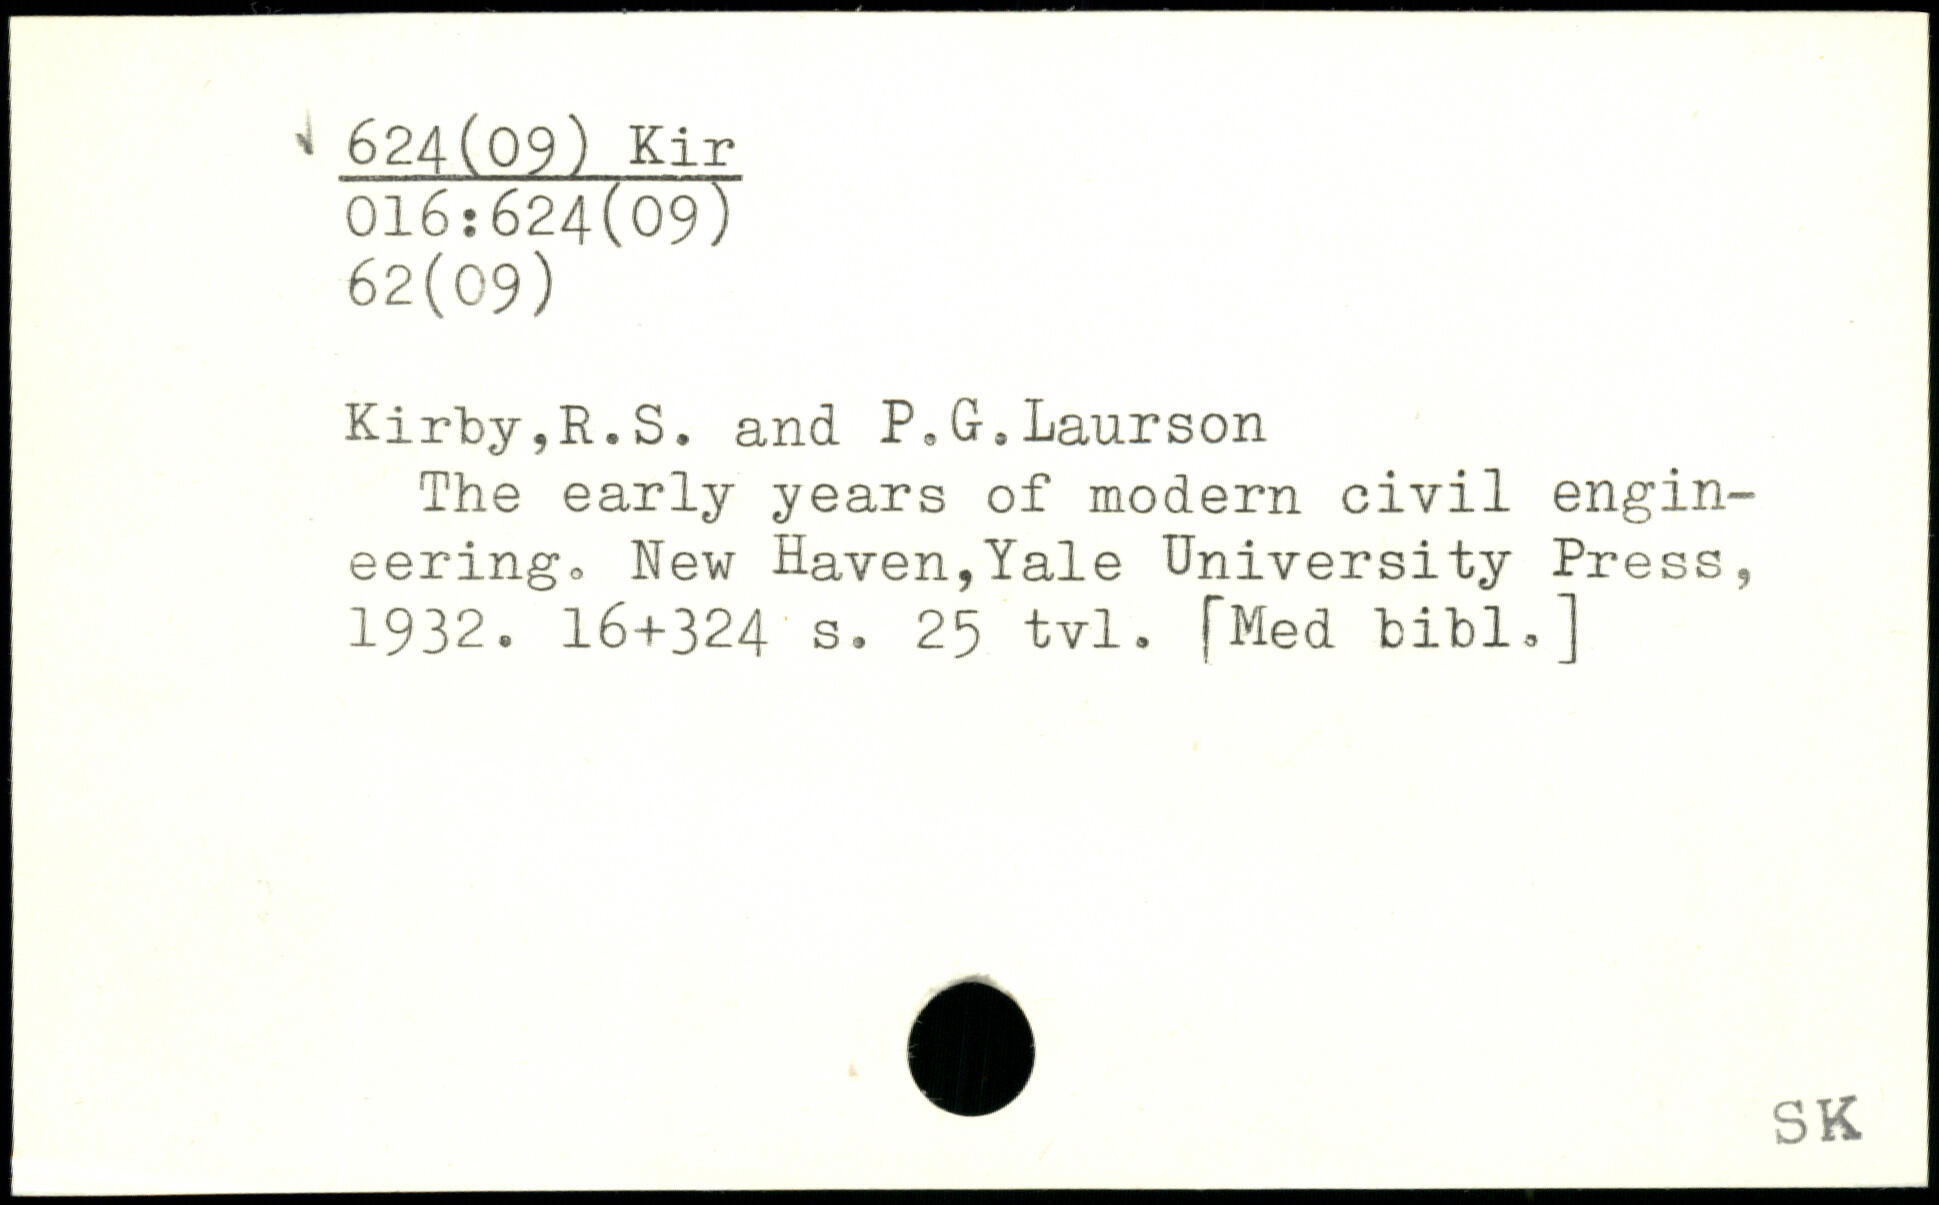 624(09) Kir
016:624(09)
62(09)
Kirby,R.S. and P.G.Laurson
The early years of modern civil engin-
eering. New Haven,Yale University Press,
1932. 16+324 s. 25 tvl. [Med bibl.]
SK